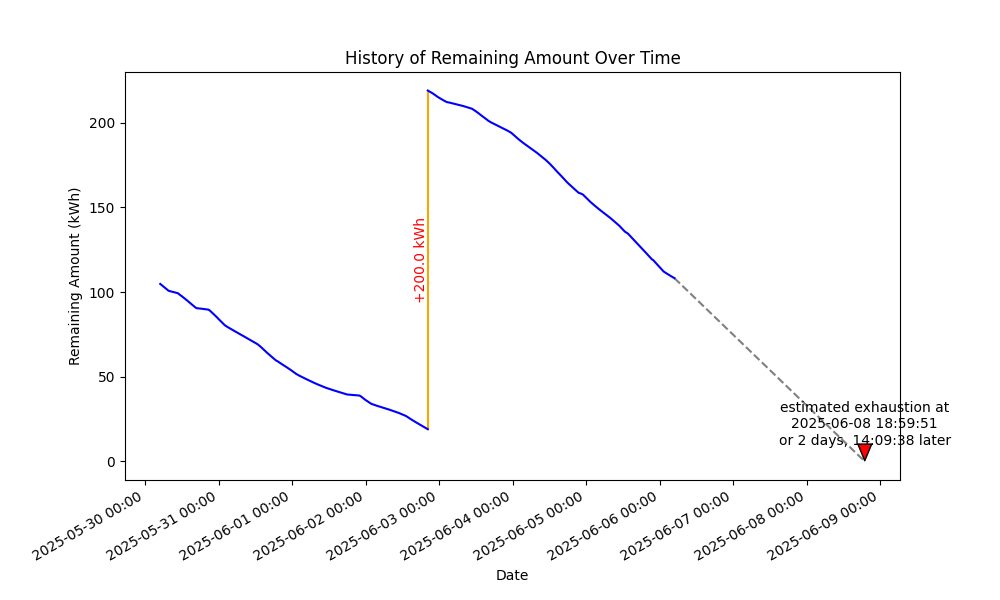 History of Remaining Amount Over Time
Remaining Amount (kWh)
200
150
100
50
0
+200.0 kWh
estimated exhaustion at
2025-06-08 18:59:51
or 2 days, 14:09:38 later
2025-05-30 00:00
2025-05-31 00:00
2025-06-01 00:00
2025-06-02 00:00
2025-06-03 00:00
2025-06-04 00:00
2025-06-05 00:00
2025-06-06 00:00
2025-06-07 00:00
2025-06-08 00:00
2025-06-09 00:00
Date